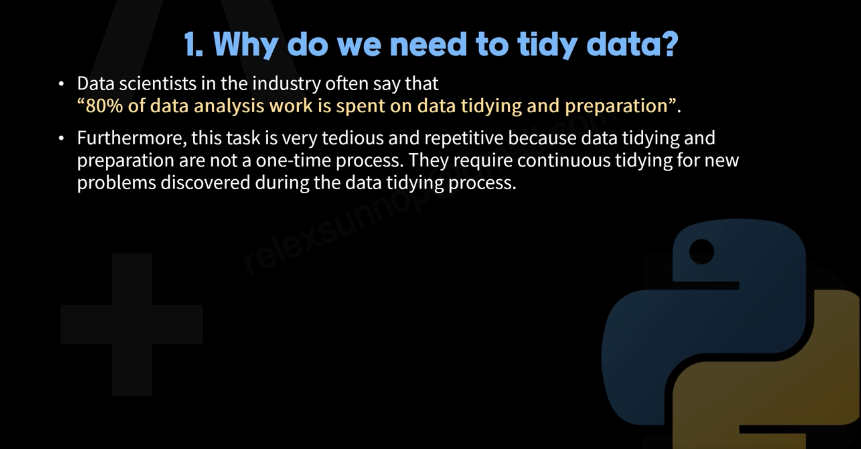 1. Why do we need to tidy data?
• Data scientists in the industry often say that
“80% of data analysis work is spent on data tidying and preparation”.
• Furthermore, this task is very tedious and repetitive because data tidying and
preparation are not a one-time process. They require continuous tidying for new
problems discovered during the data tidying process.